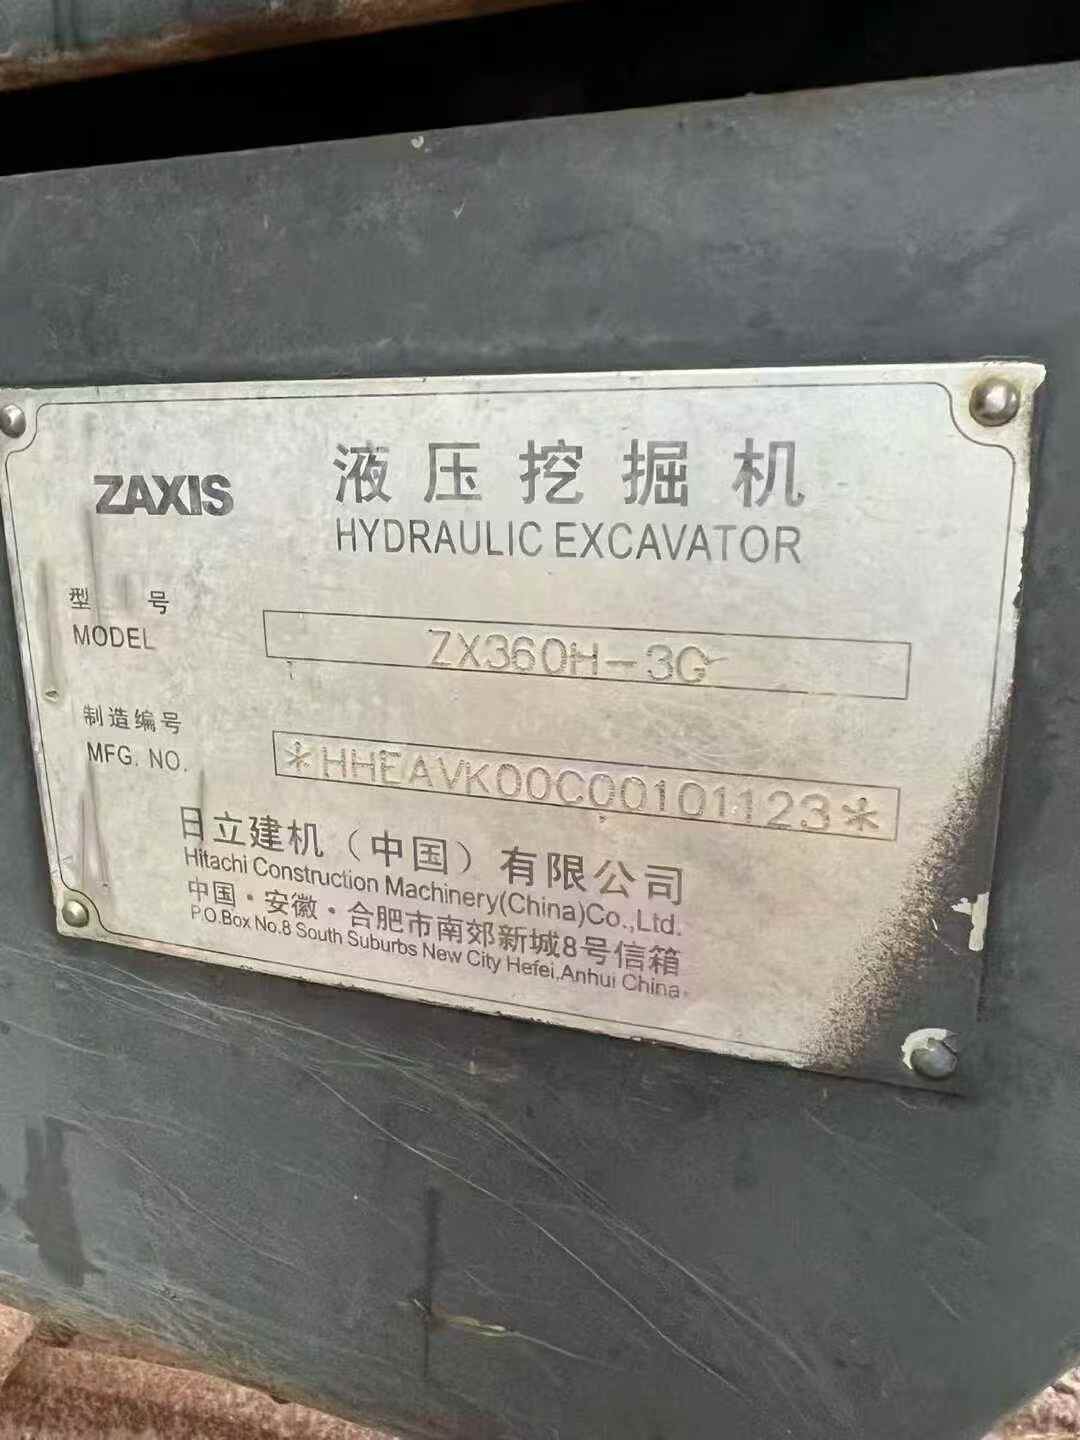 ZAXIS
液压挖掘机
HYDRAULIC EXCAVATOR
型 号
MODEL
ZX360H-3G
制造编号
MFG. NO.
*HHEAVK00C00101123*
日立建机（中国）有限公司
Hitachi Construction Machinery(China)Co.,Ltd.
中国·安徽·合肥市南郊新城8号信箱
P.O.Box No.8 South Suburbs New City Hefei,Anhui China.